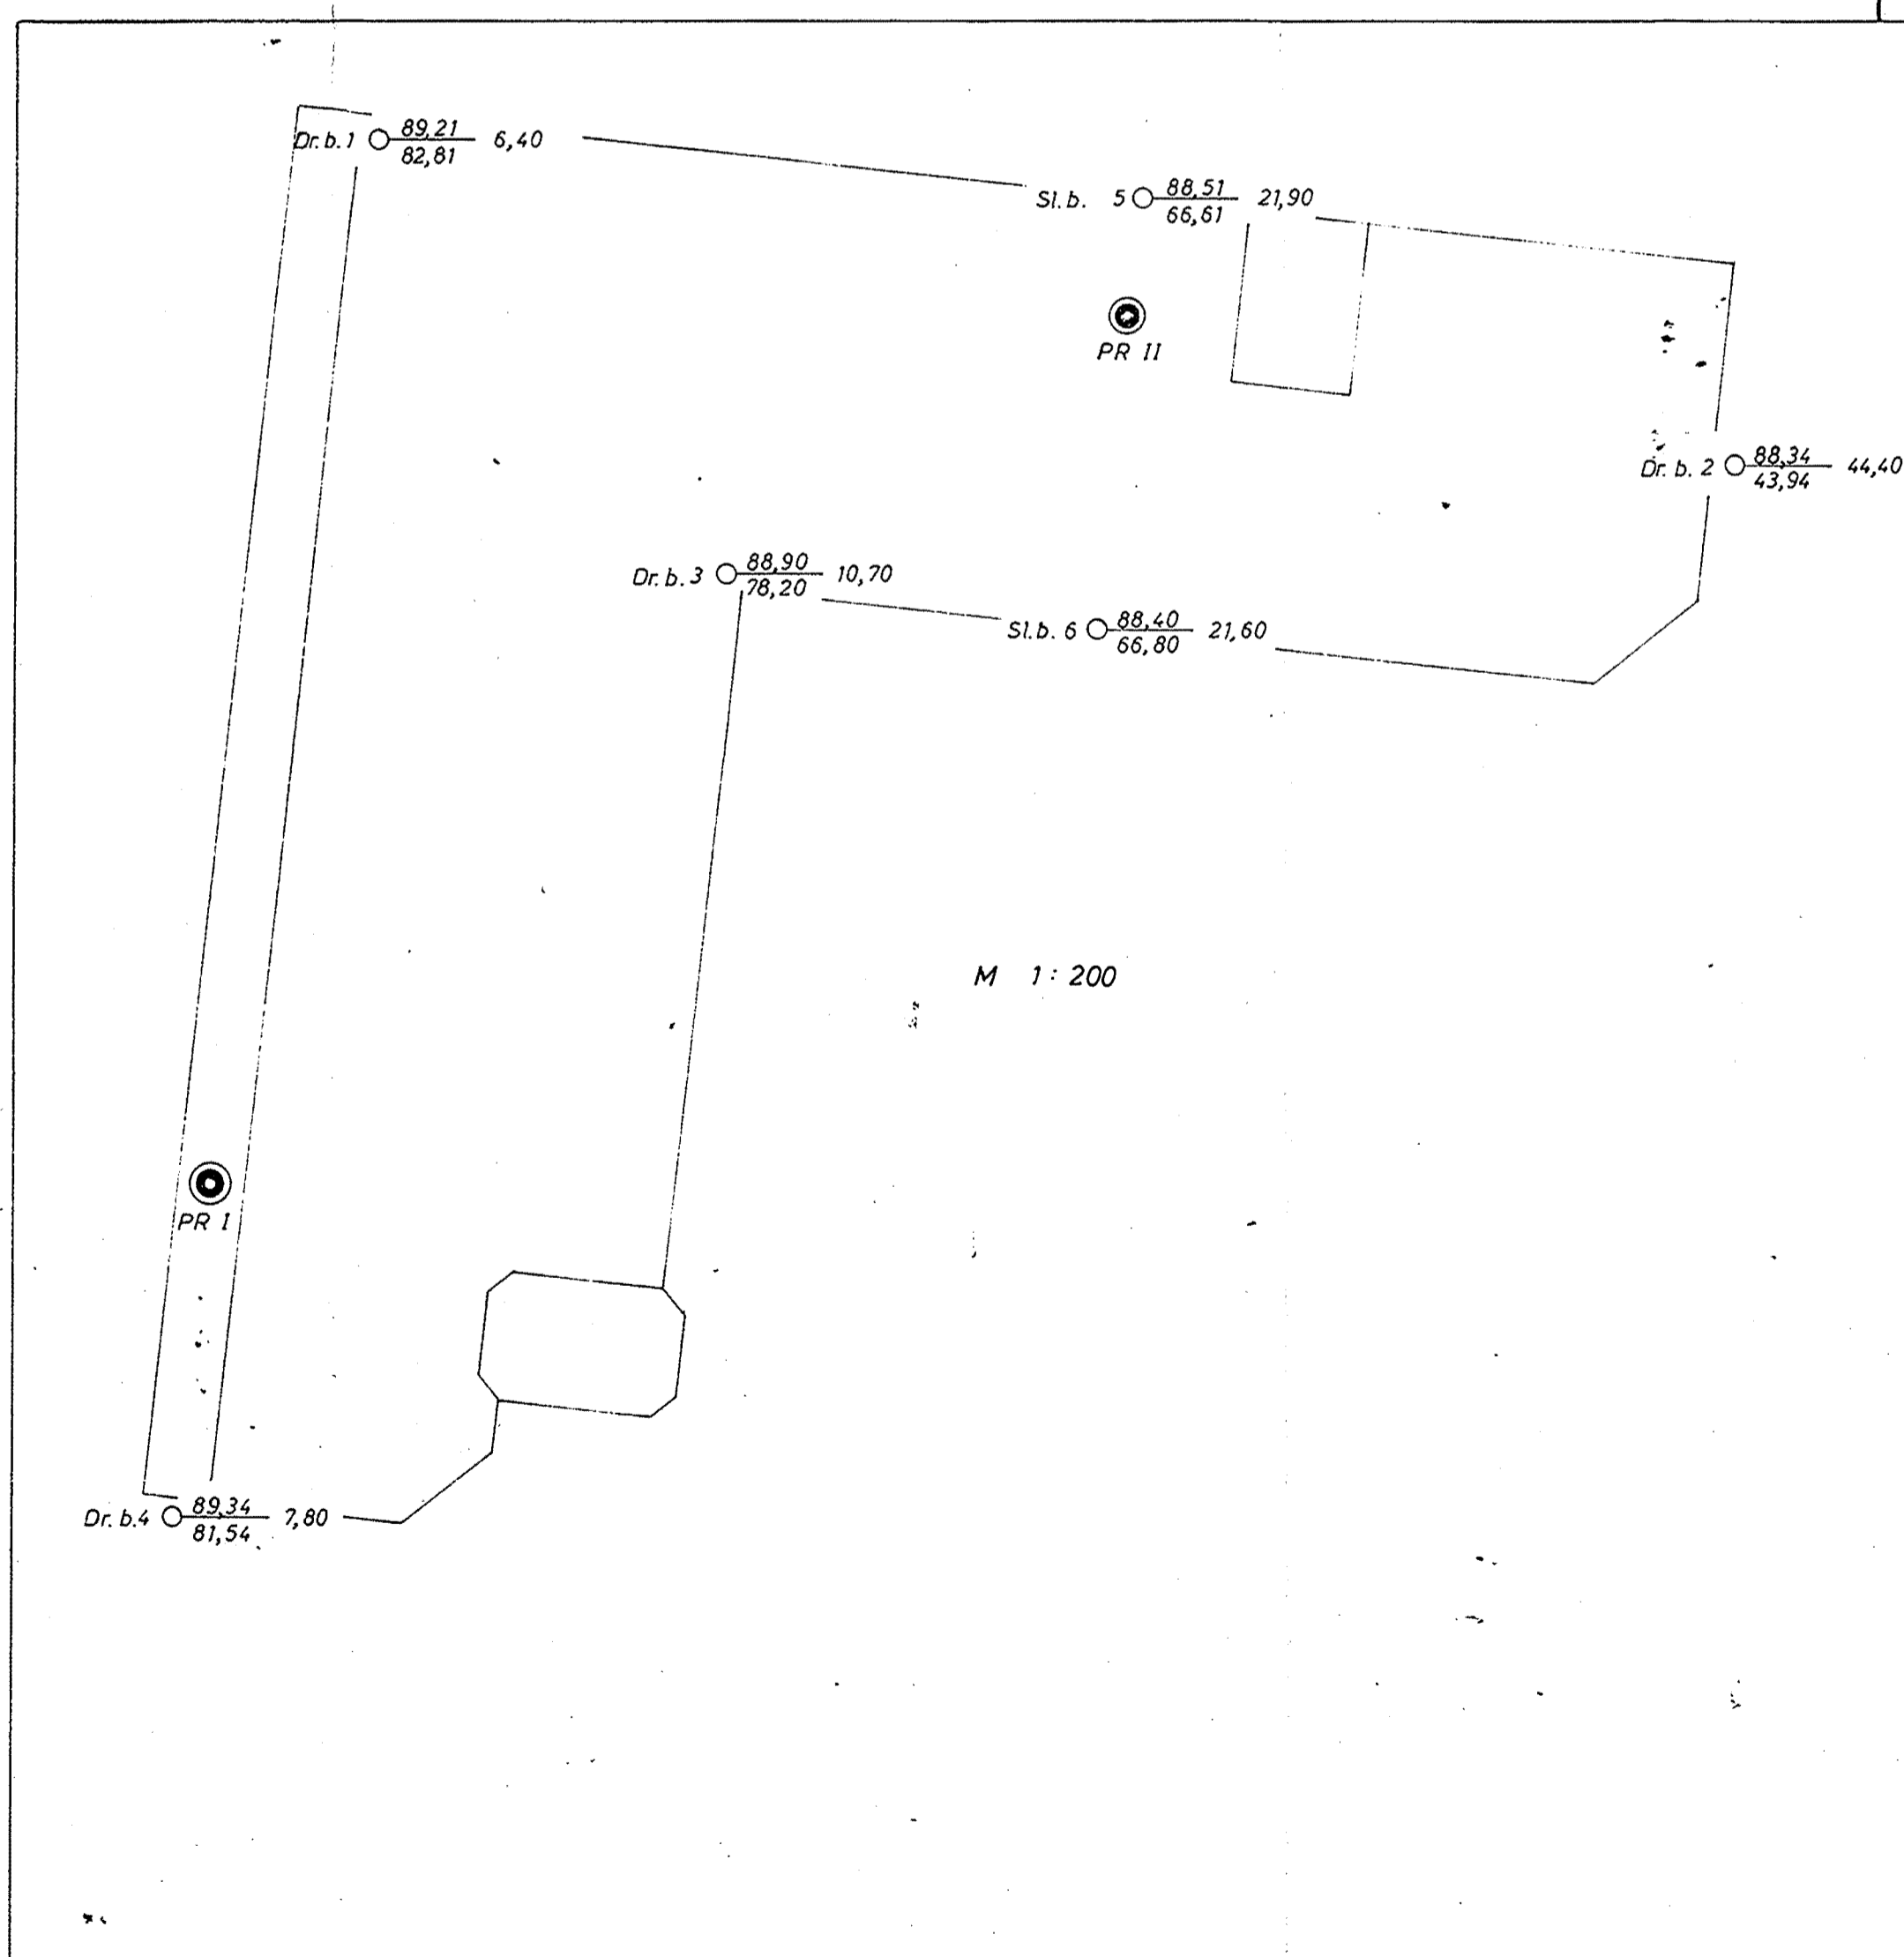 Dr. b. 1 89,21 6,40
82,81
Sl. b. 5 88,51 21,90
66,61
PR II
Dr. b. 2 88,34 44,40
43,94
Dr. b. 3 88,90 10,70
78,20
Sl. b. 6 88,40 21,60
66,80
M 1:200
PR I
Dr. b. 4 89,34 7,80
81,54